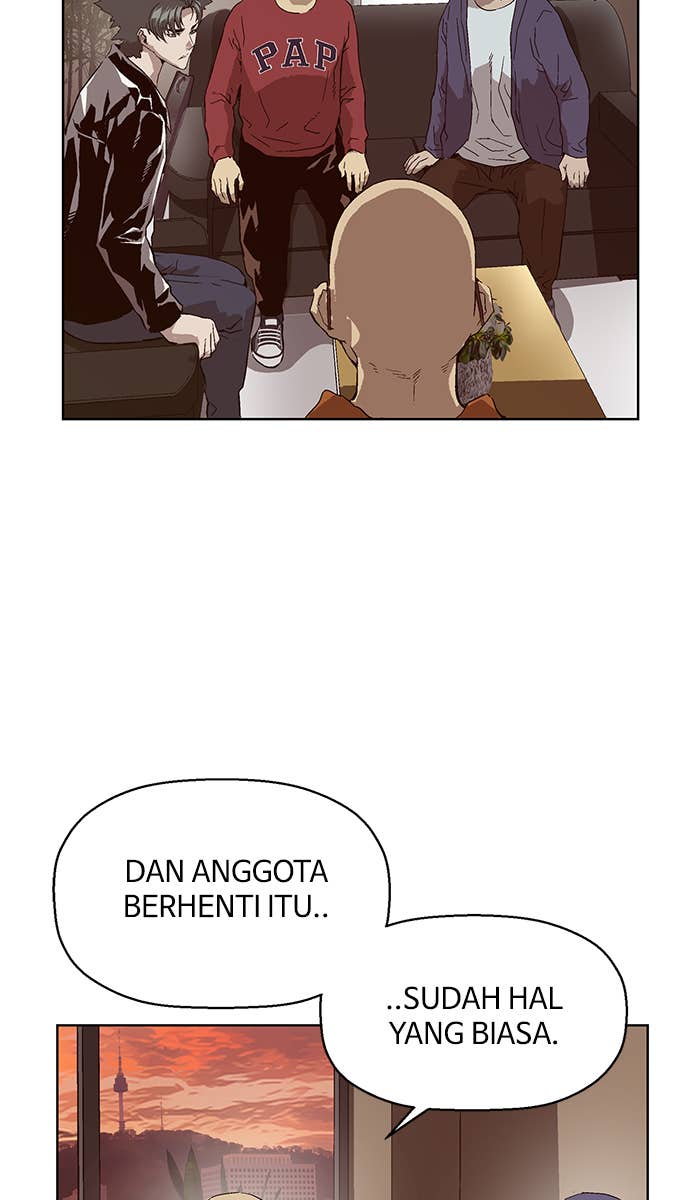 PAP
DAN ANGGOTA
BERHENTI ITU..
..SUDAH HAL
YANG BIASA.